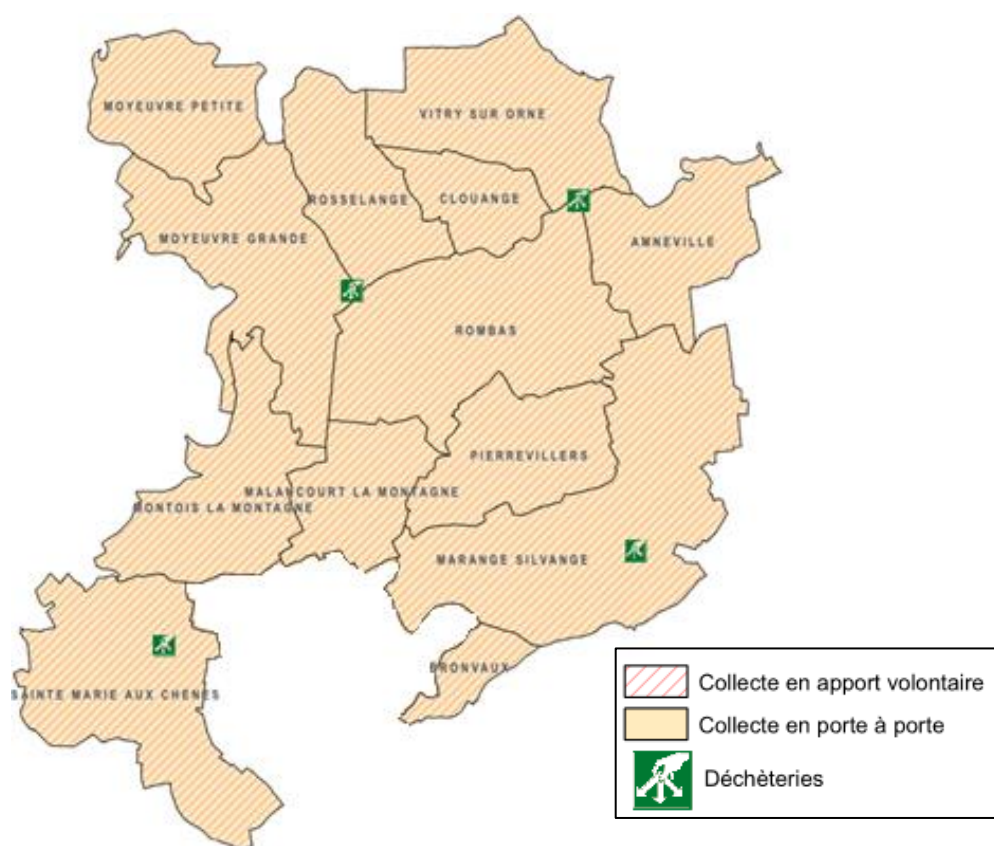 MOYEUVRE PETITE
VITRY SUR ORNE
ROSSELANGE
CLOUANGE
MOYEUVRE GRANDE
AMNEVILLE
ROMBAS
PIERREVILLERS
MALANCOURT LA MONTAGNE
MONTOIS LA MONTAGNE
MARANGE SILVANGE
BRONVAUX
SAINTE MARIE AUX CHENES
Collecte en apport volontaire
Collecte en porte à porte
Déchèteries